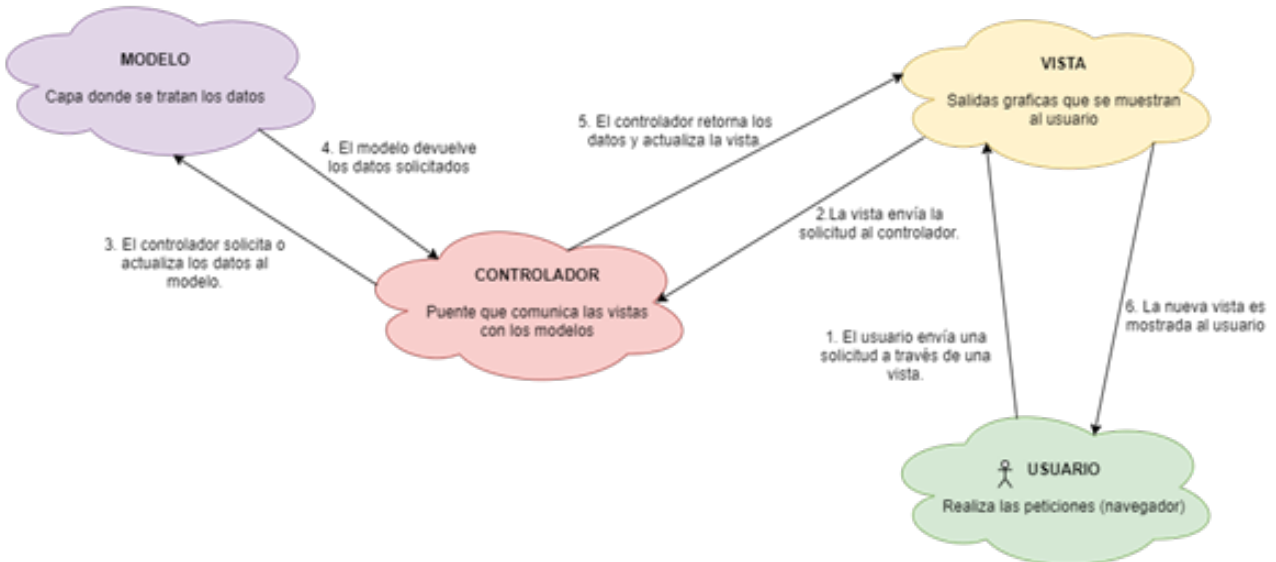 MODELO
Capa donde se tratan los datos
VISTA
Salidas graficas que se muestran
al usuario
5. El controlador retorna los
datos y actualiza la vista.
4. El modelo devuelve
los datos solicitados
2.La vista envía la
solicitud al controlador.
3. El controlador solicita o
actualiza los datos al
modelo.
CONTROLADOR
Puente que comunica las vistas
con los modelos
1. El usuario envía una
solicitud a través de una
vista.
6. La nueva vista es
mostrada al usuario
USUARIO
Realiza las peticiones (navegador)